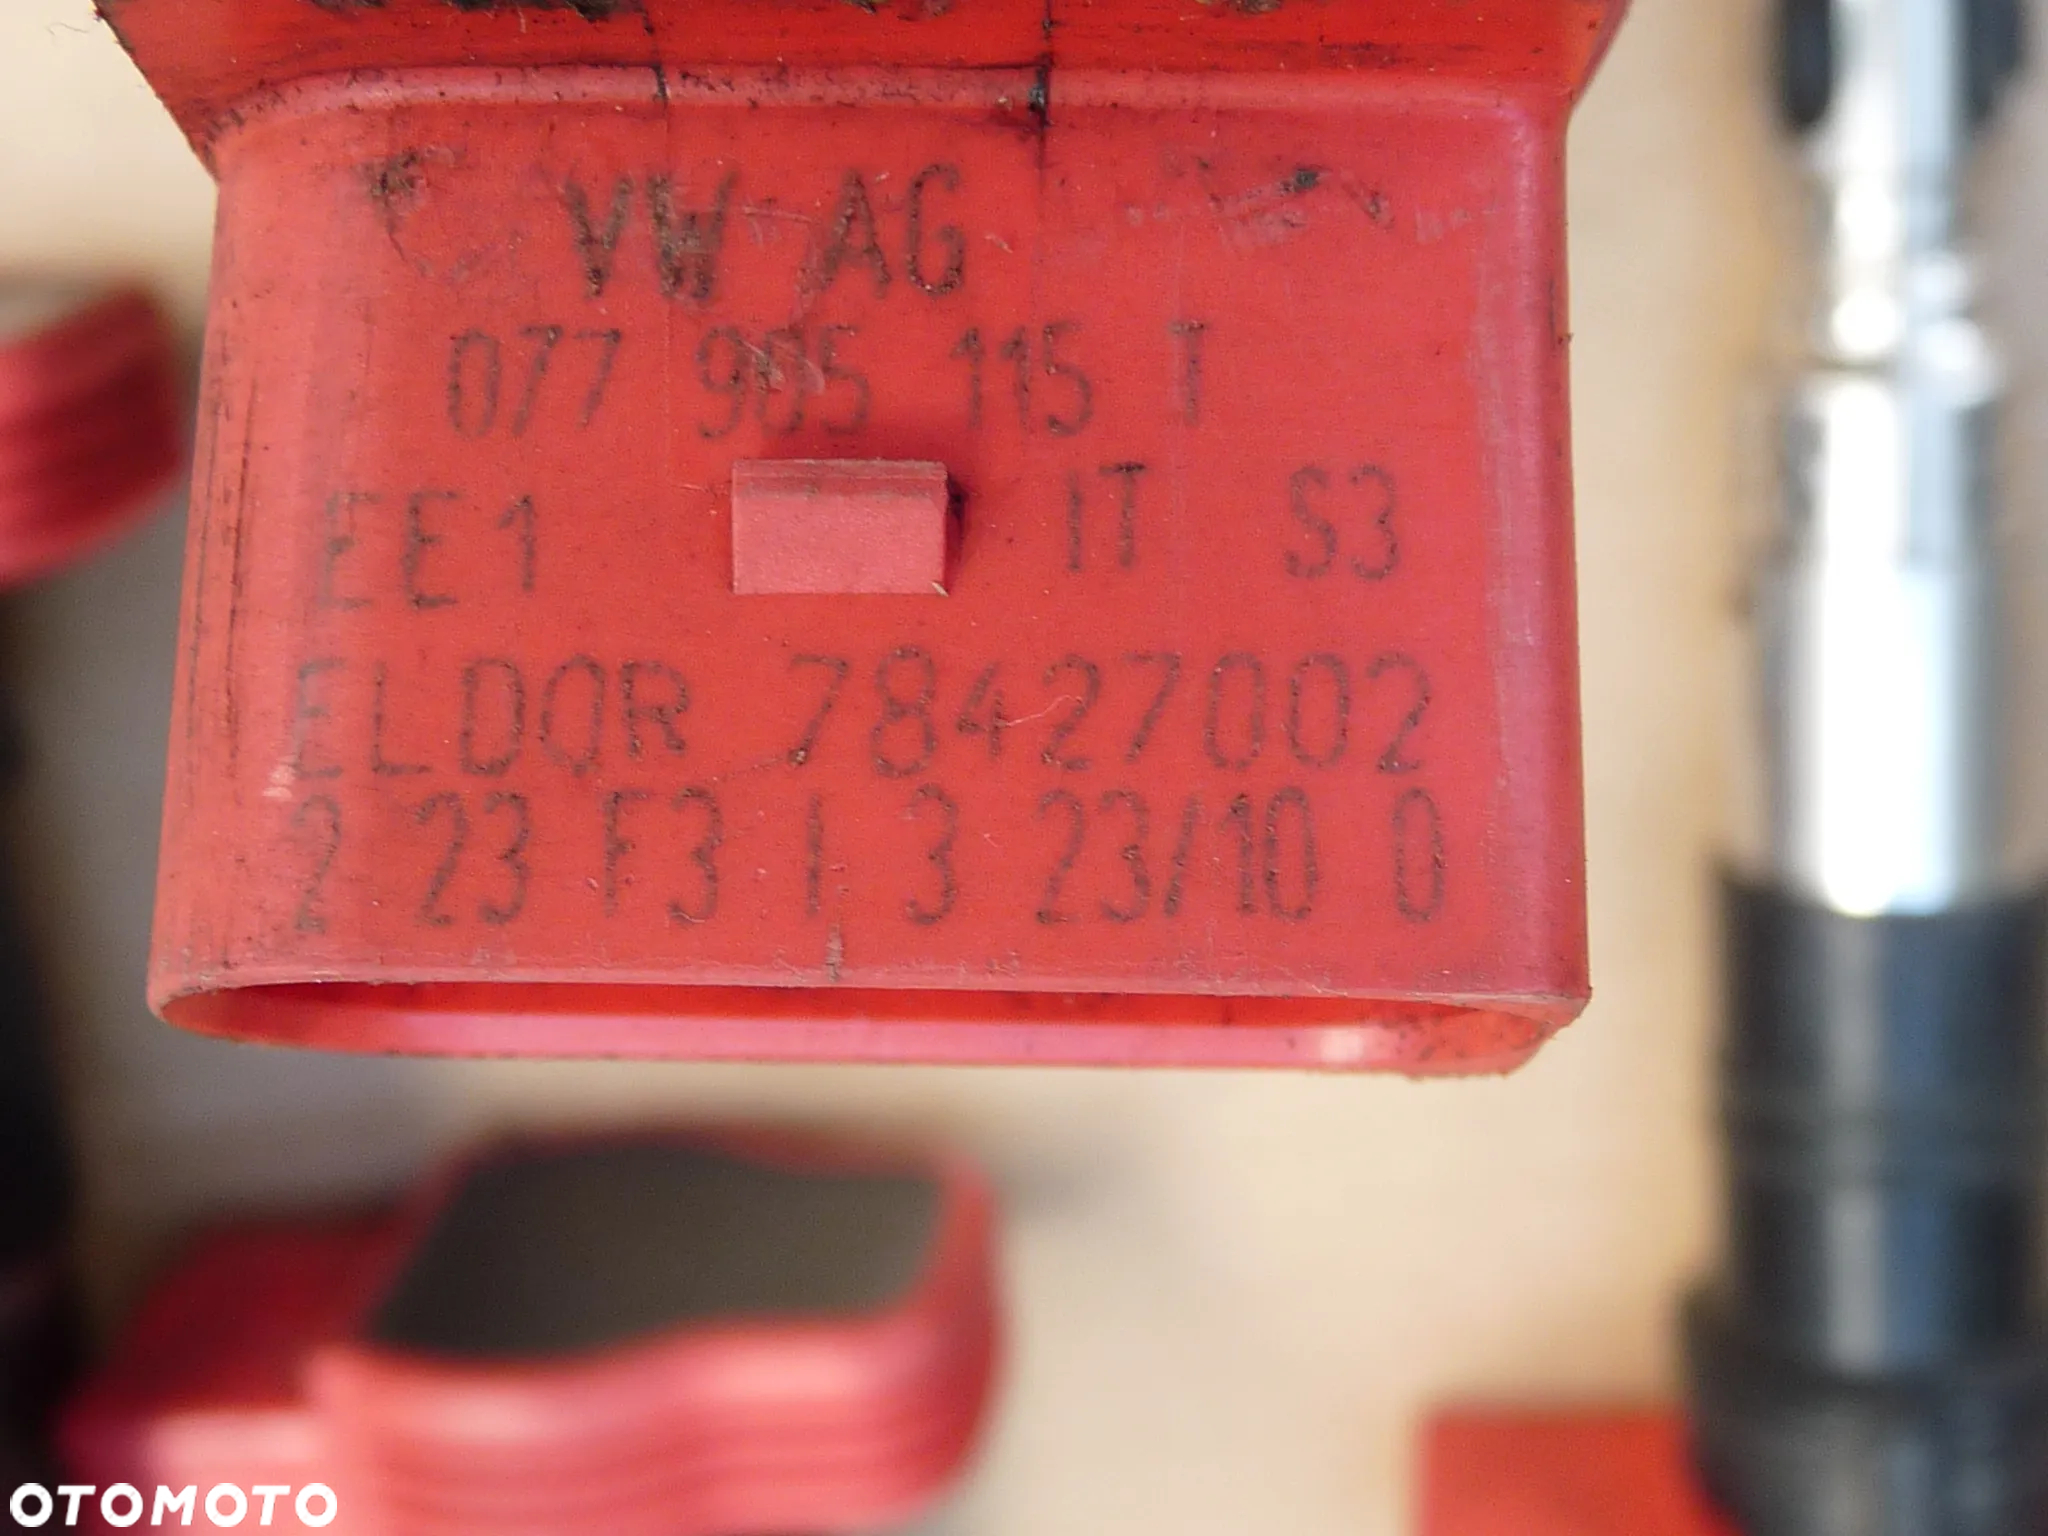 VW AG
077 905 115 T
EE1 IT S3
ELDOR 78427002
2 23 F3 I 3 23/10 0
OTOMOTO